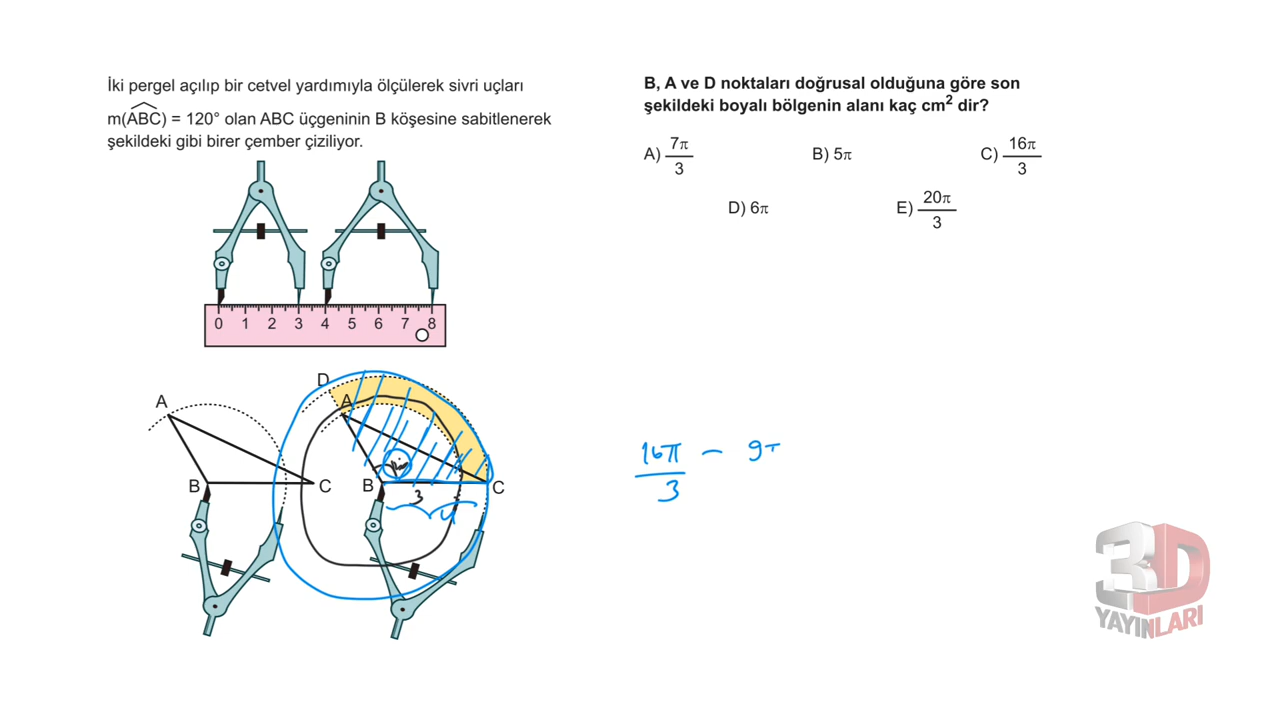 İki pergel açılıp bir cetvel yardımıyla ölçülerek sivri uçları
m(ABC) = 120° olan ABC üçgeninin B köşesine sabitlenerek
şekildeki gibi birer çember çiziliyor.
0 1 2 3 4 5 6 7 8
A
B
C
D
A
B
C
3
4
B, A ve D noktaları doğrusal olduğuna göre son
şekildeki boyalı bölgenin alanı kaç cm² dir?
A) 7π/3
B) 5π
C) 16π/3
D) 6π
E) 20π/3
16π/3 - 9π
3D
YAYINLARI